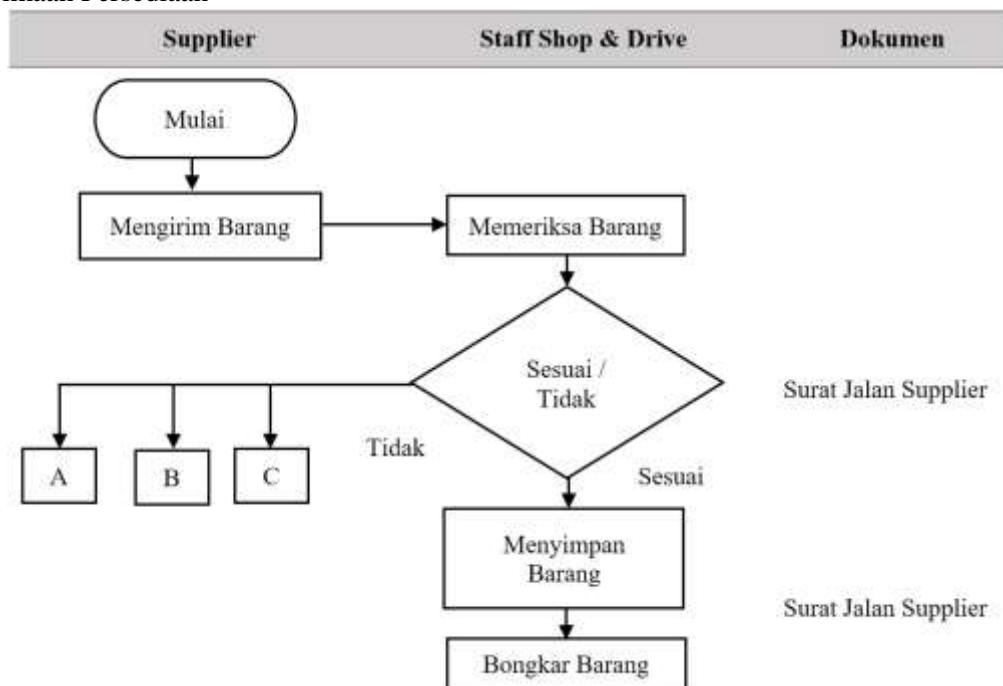 Supplier Staff Shop & Drive Dokumen
Mulai
Mengirim Barang
Memeriksa Barang
Sesuai /
Tidak
Surat Jalan Supplier
Tidak
A
B
C
Sesuai
Menyimpan
Barang
Surat Jalan Supplier
Bongkar Barang